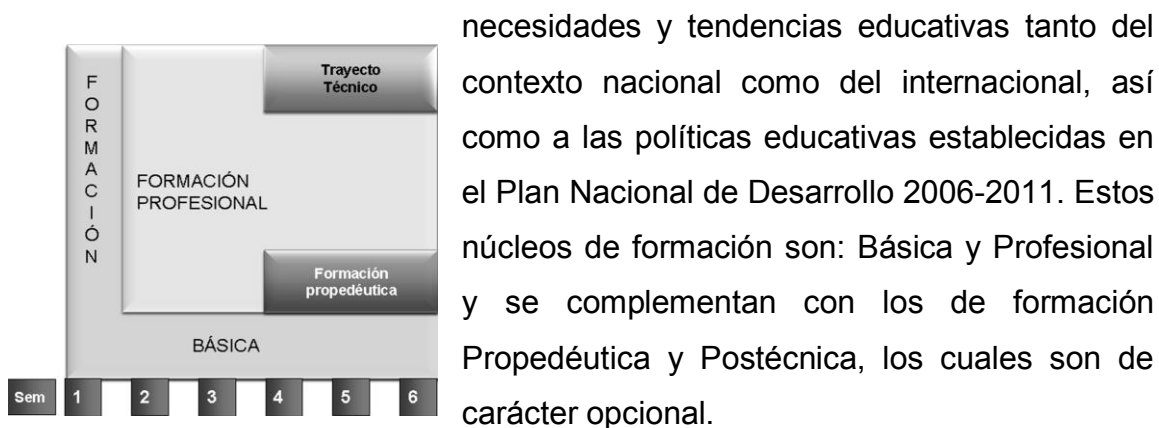 F
O
R
M
A
C
I
Ó
N
Trayecto
Técnico
FORMACIÓN
PROFESIONAL
Formación
propedéutica
BÁSICA
Sem 1 2 3 4 5 6
necesidades y tendencias educativas tanto del
contexto nacional como del internacional, así
como a las políticas educativas establecidas en
el Plan Nacional de Desarrollo 2006-2011. Estos
núcleos de formación son: Básica y Profesional
y se complementan con los de formación
Propedéutica y Postécnica, los cuales son de
carácter opcional.